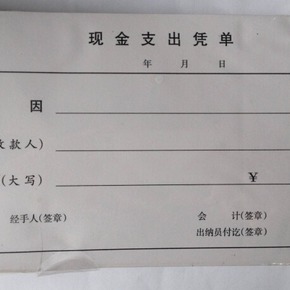 现金支出凭单
年 月 日
因
收款人)
(大写) ¥
经手人(签章) 会 计(签章)
出纳员付讫(签章)